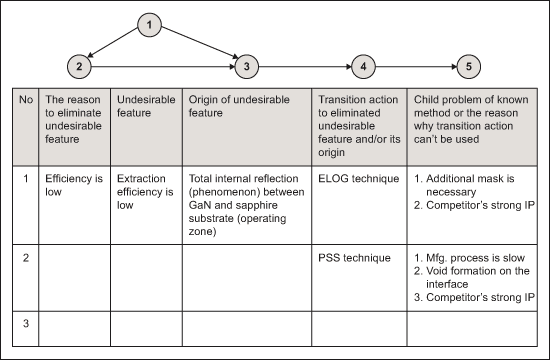 1
2
3
4
5
No
The reason
to eliminate
undesirable
feature
Undesirable
feature
Origin of undesirable
feature
Transition action
to eliminated
undesirable
feature and/or its
origin
Child problem of known
method or the reason
why transition action
can't be used
1
Efficiency is
low
Extraction
efficiency is
low
Total internal reflection
(phenomenon) between
GaN and sapphire
substrate (operating
zone)
ELOG technique
1. Additional mask is
necessary
2. Competitor's strong IP
2
PSS technique
1. Mfg. process is slow
2. Void formation on the
interface
3. Competitor's strong IP
3